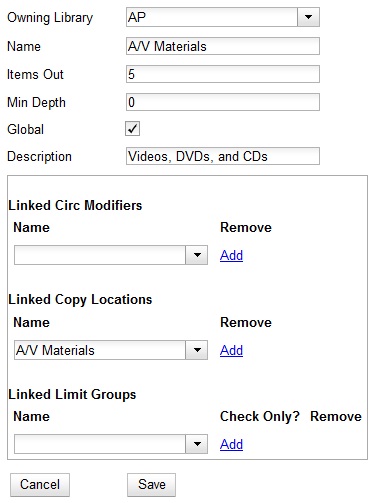 Owning Library AP
Name A/V Materials
Items Out 5
Min Depth 0
Global
Description Videos, DVDs, and CDs
Linked Circ Modifiers
Name Remove
Add
Linked Copy Locations
Name Remove
A/V Materials Add
Linked Limit Groups
Name Check Only? Remove
Add
Cancel Save